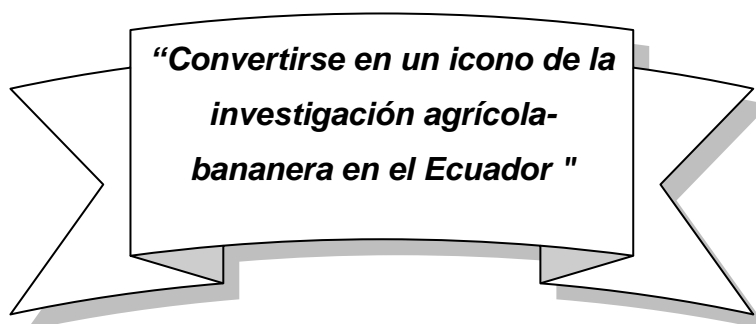 “Convertirse en un icono de la
investigación agrícola-
bananera en el Ecuador "